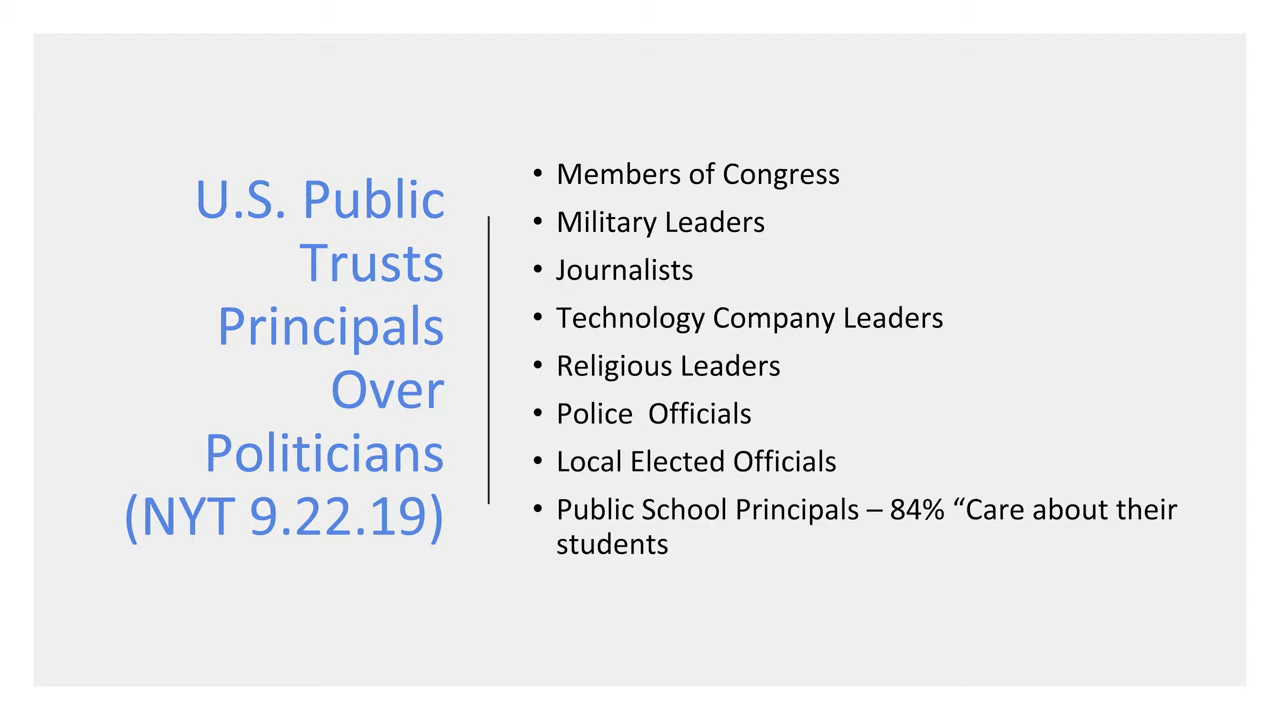 U.S. Public
Trusts
Principals
Over
Politicians
(NYT 9.22.19)
• Members of Congress
• Military Leaders
• Journalists
• Technology Company Leaders
• Religious Leaders
• Police  Officials
• Local Elected Officials
• Public School Principals – 84% “Care about their
students